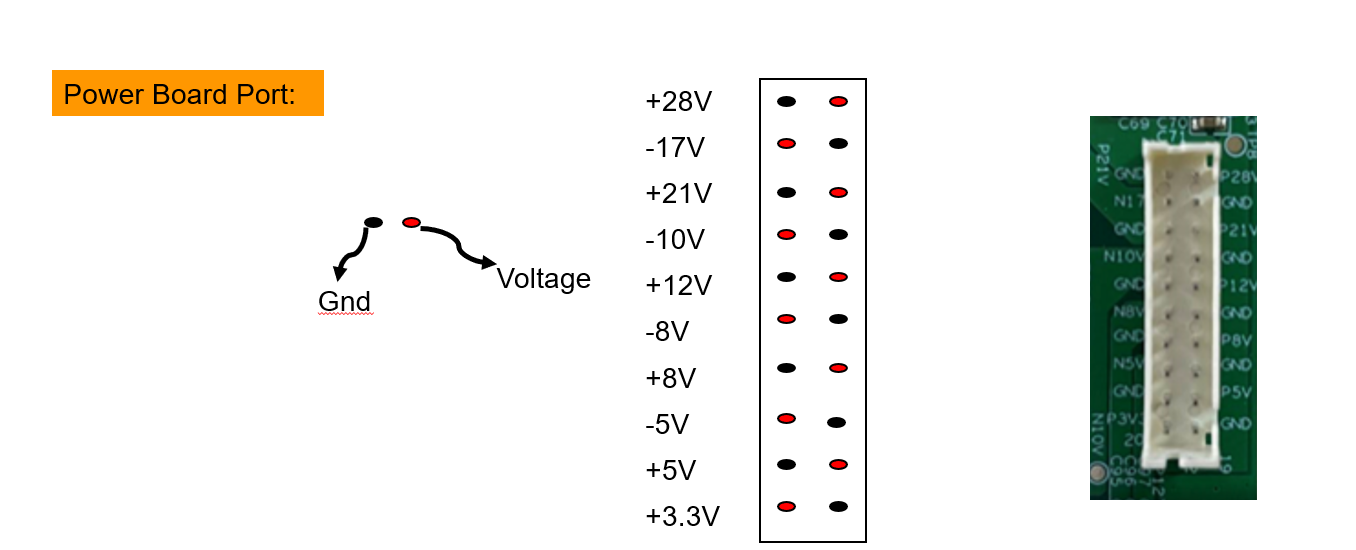 Power Board Port:
Gnd
Voltage
+28V
-17V
+21V
-10V
+12V
-8V
+8V
-5V
+5V
+3.3V
C69 C70
C71
P21V
GND P28V
N17 GND
GND P21V
N10V GND
GND P12V
N8V GND
GND P8V
N5V GND
GND P5V
P3V3 GND
20
N10V
19